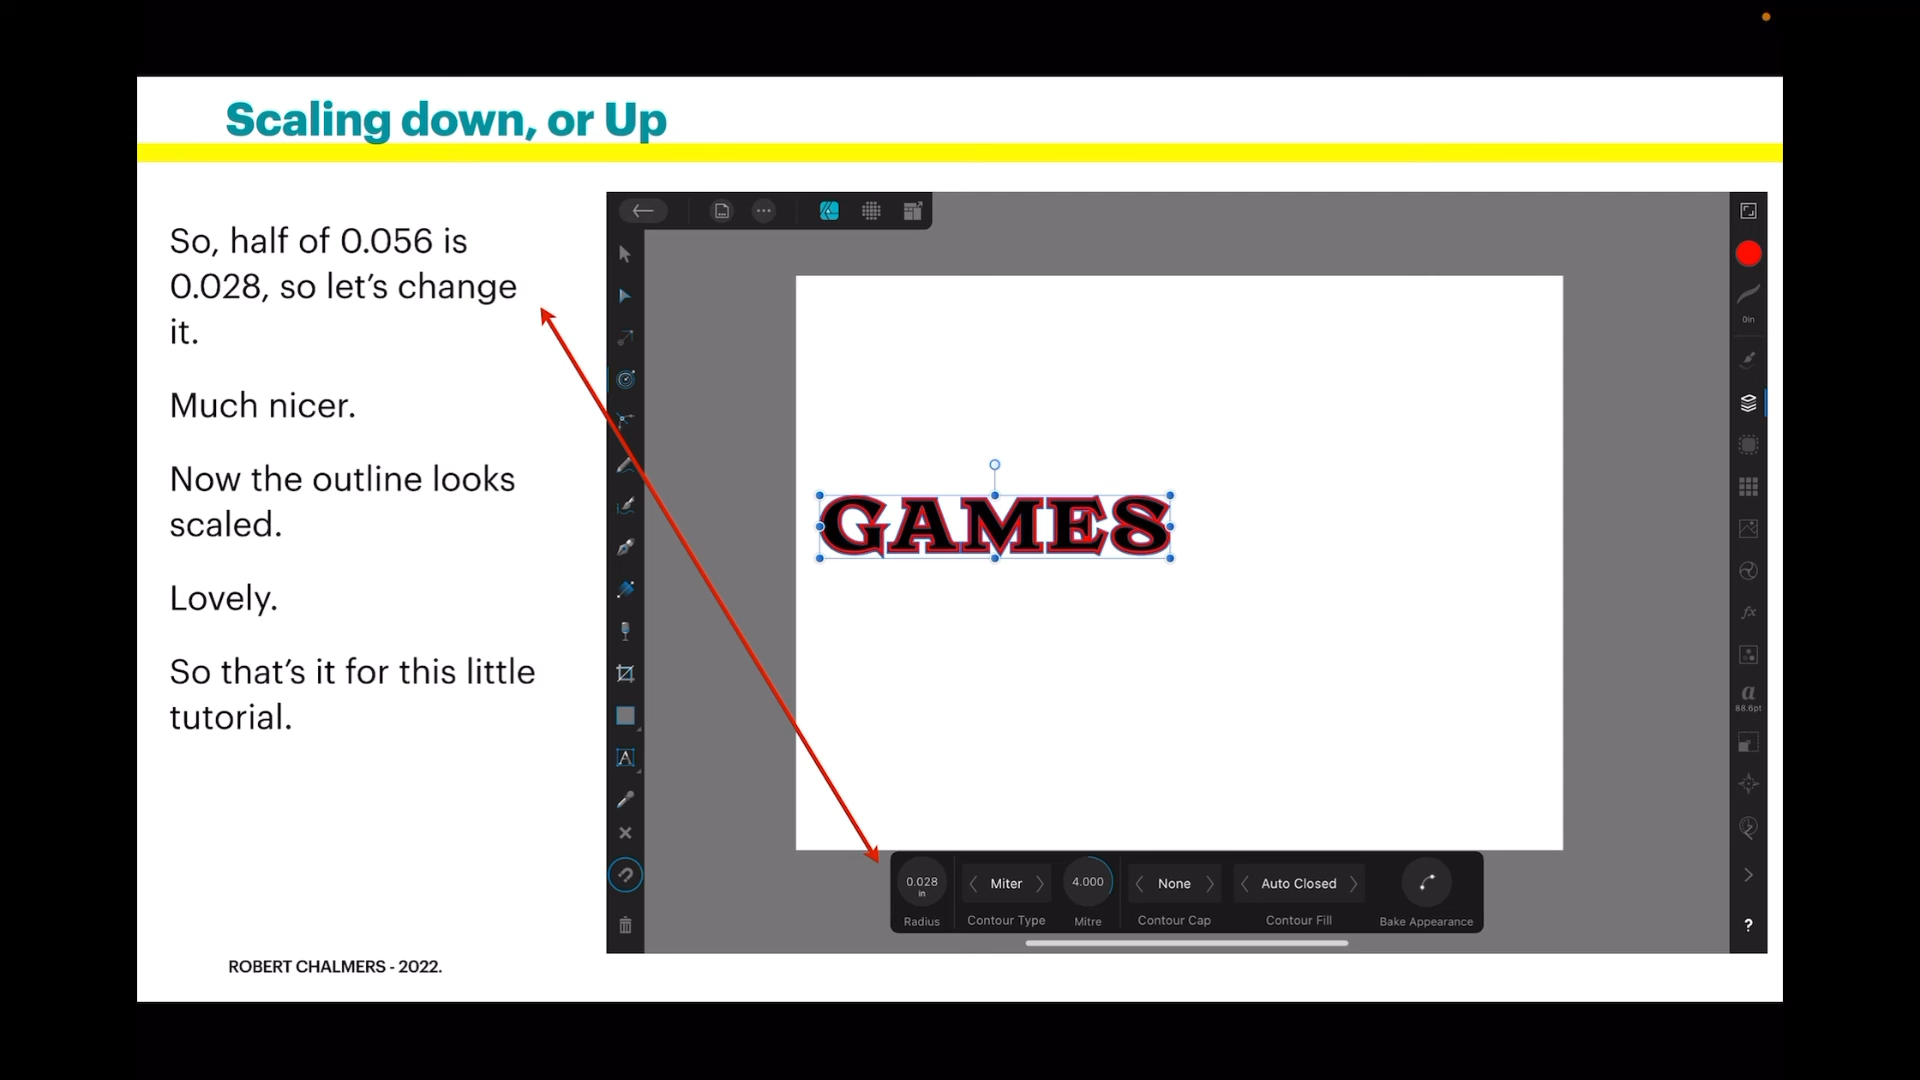 Scaling down, or Up
So, half of 0.056 is
0.028, so let’s change
it.
Much nicer.
Now the outline looks
scaled.
Lovely.
So that’s it for this little
tutorial.
ROBERT CHALMERS - 2022.
GAMES
0in
a
88.6pt
fx
A
?
0.028
in
Radius
Miter
Contour Type
4.000
Mitre
None
Contour Cap
Auto Closed
Contour Fill
Bake Appearance